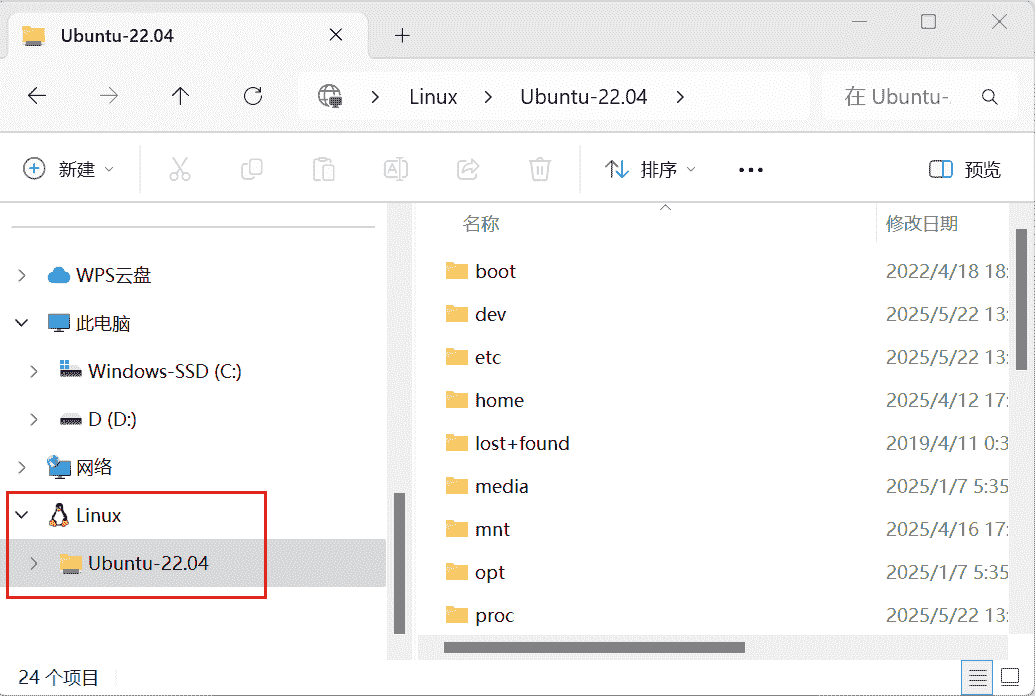 Ubuntu-22.04
Linux Ubuntu-22.04 在 Ubuntu-
新建 排序 预览
WPS云盘
此电脑
Windows-SSD (C:)
D (D:)
网络
Linux
Ubuntu-22.04
名称 修改日期
boot 2022/4/18 18:
dev 2025/5/22 13:
etc 2025/5/22 13:
home 2025/4/12 17:
lost+found 2019/4/11 0:3
media 2025/1/7 5:35
mnt 2025/4/16 17:
opt 2025/1/7 5:35
proc 2025/5/22 13:
24 个项目